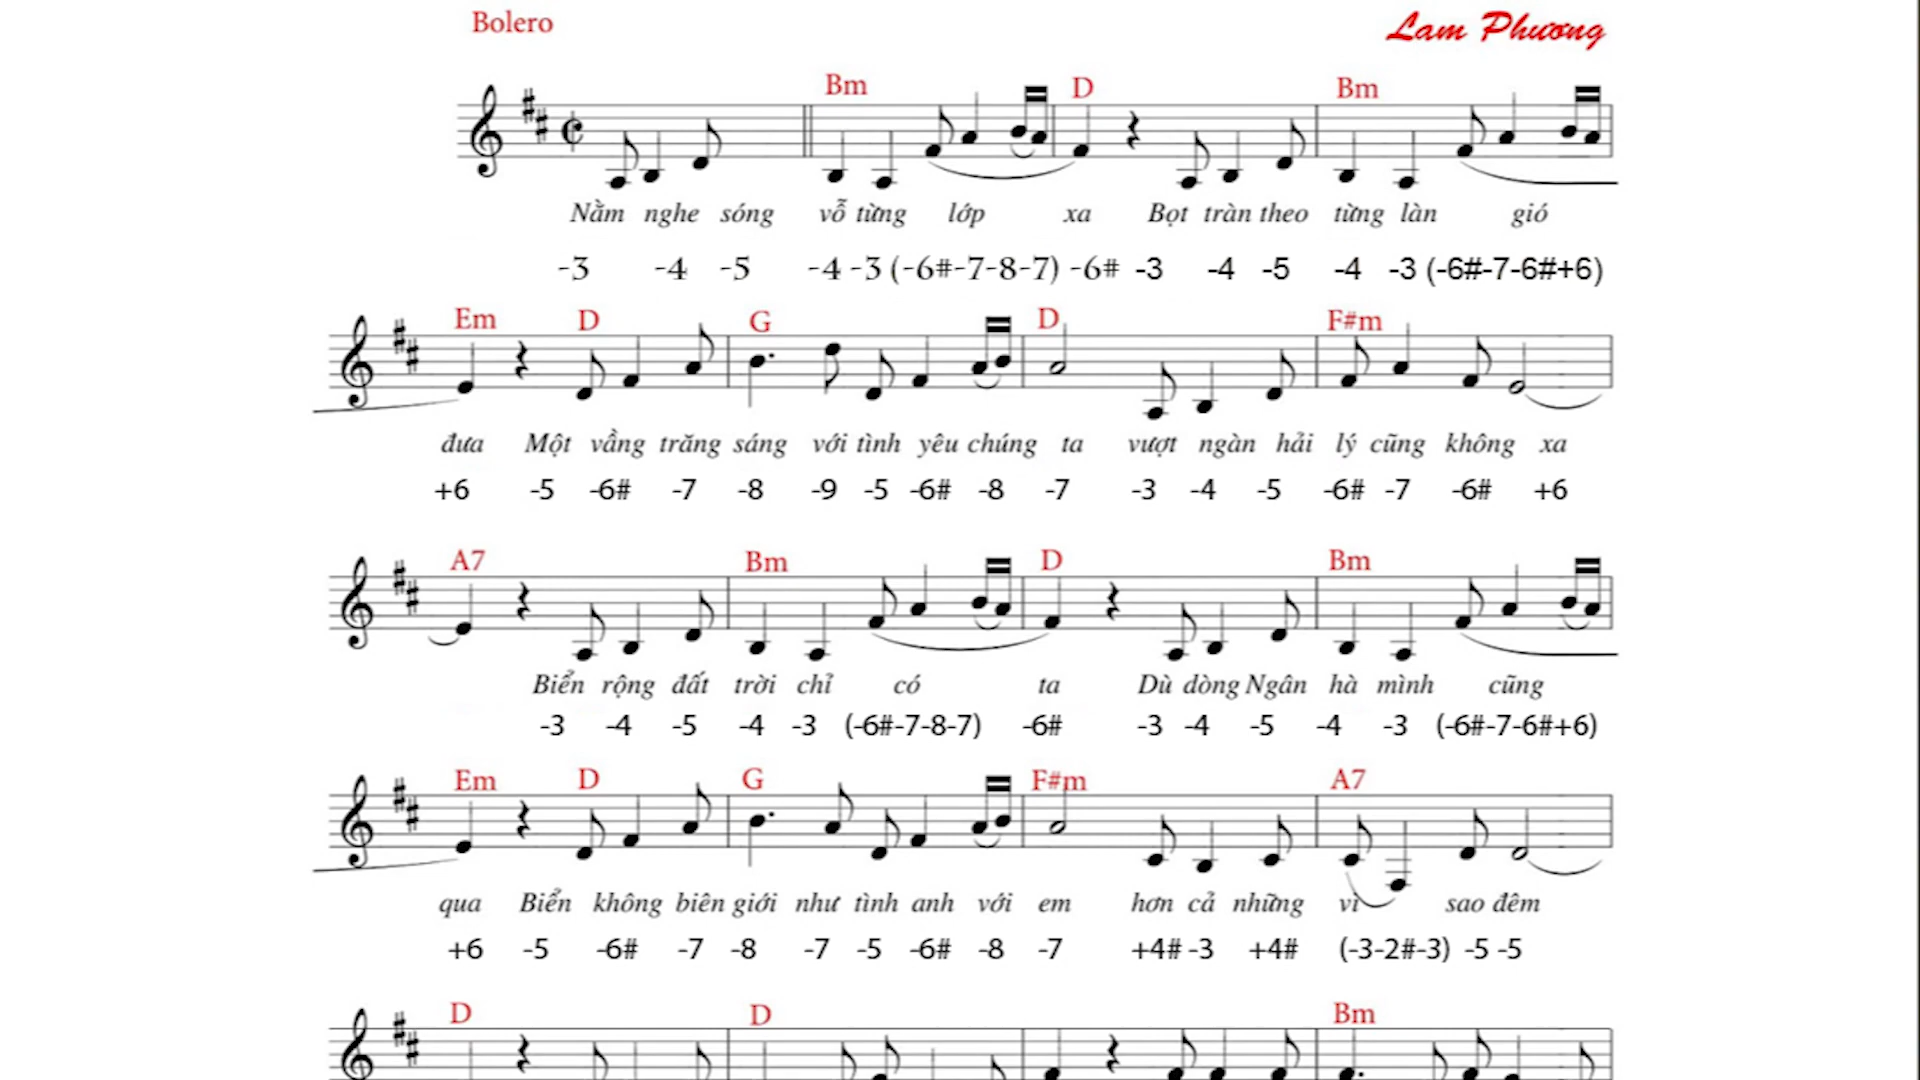 Bolero Lam Phương
Bm D Bm
Nằm nghe sóng vỗ từng lớp xa Bọt tràn theo từng làn gió
-3 -4 -5 -4 -3 (-6#-7-8-7) -6# -3 -4 -5 -4 -3 (-6#-7-6#+6)
Em D G D F#m
đưa Một vầng trăng sáng với tình yêu chúng ta vượt ngàn hải lý cũng không xa
+6 -5 -6# -7 -8 -9 -5 -6# -8 -7 -3 -4 -5 -6# -7 -6# +6
A7 Bm D Bm
Biển rộng đất trời chỉ có ta Dù dòng Ngân hà mình cũng
-3 -4 -5 -4 -3 (-6#-7-8-7) -6# -3 -4 -5 -4 -3 (-6#-7-6#+6)
Em D G F#m A7
qua Biển không biên giới như tình anh với em hơn cả những vì sao đêm
+6 -5 -6# -7 -8 -7 -5 -6# -8 -7 +4# -3 +4# (-3-2#-3) -5 -5
D D Bm